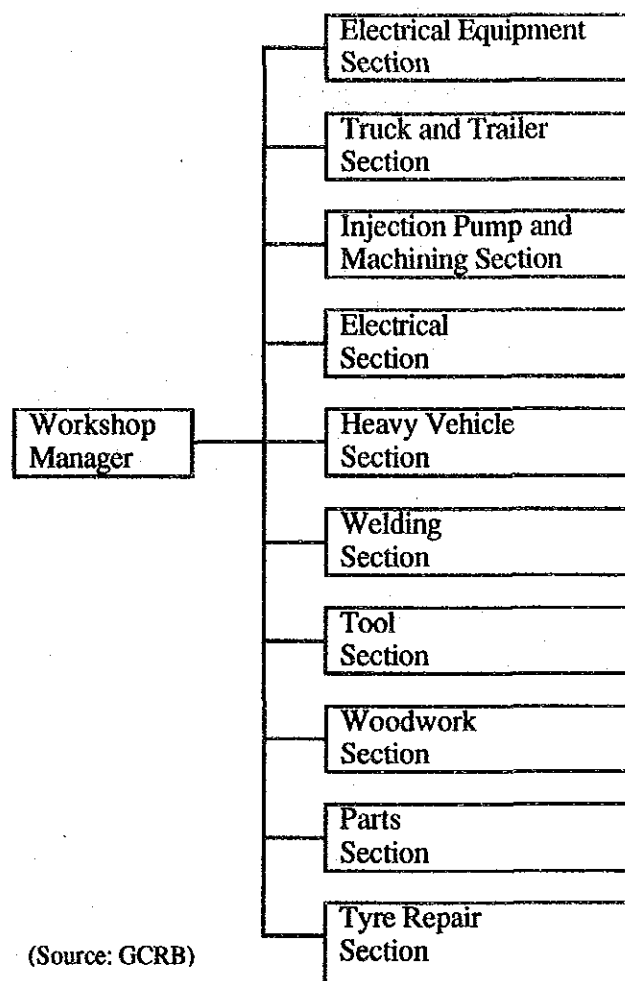 Electrical Equipment
Section
Truck and Trailer
Section
Injection Pump and
Machining Section
Electrical
Section
Workshop
Manager
Heavy Vehicle
Section
Welding
Section
Tool
Section
Woodwork
Section
Parts
Section
Tyre Repair
Section
(Source: GCRB)